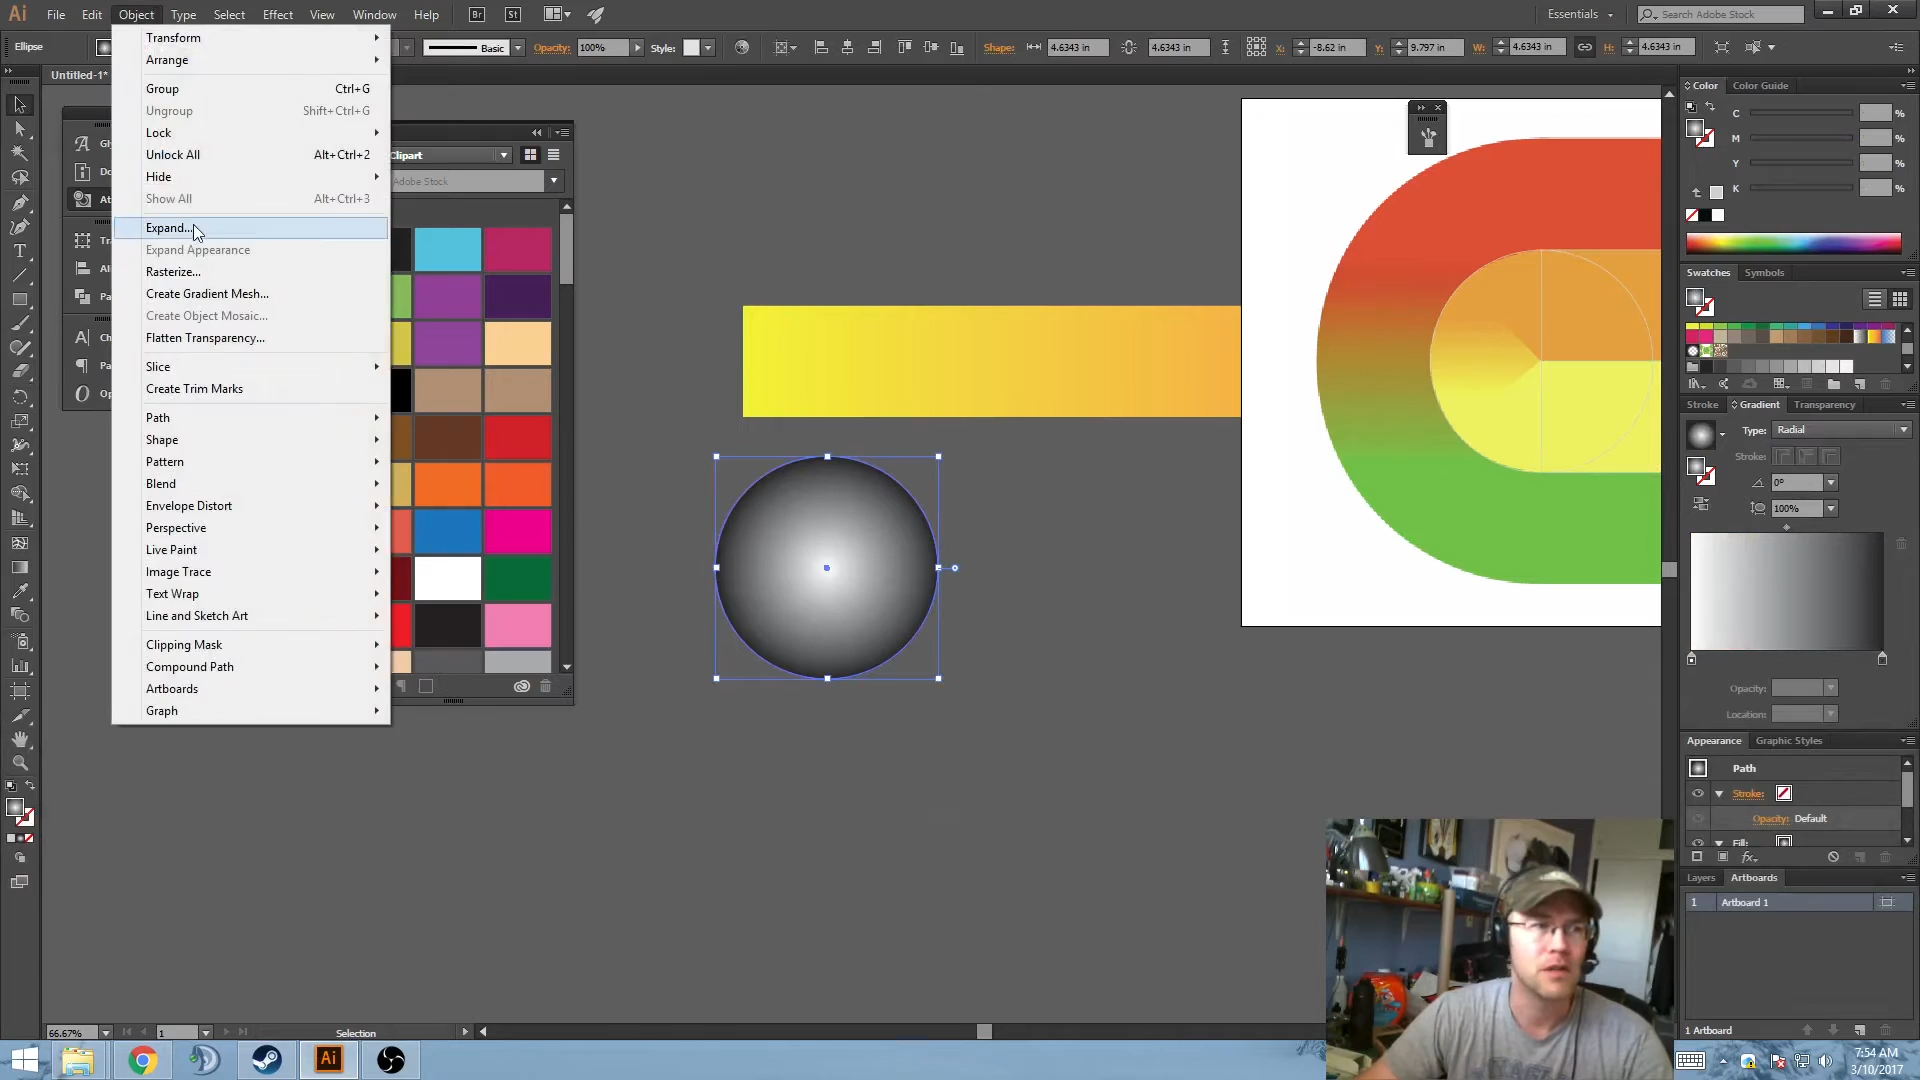 Ai File Edit Object Type Select Effect View Window Help Br St Essentials Search Adobe Stock
Ellipse Basic Opacity: 100% Style: Shape: 4.6343 in 4.6343 in X: -8.62 in Y: 9.797 in W: 4.6343 in H: 4.6343 in
Untitled-1*
Transform
Arrange
Group Ctrl+G
Ungroup Shift+Ctrl+G
Lock
Unlock All Alt+Ctrl+2
Hide
Show All Alt+Ctrl+3
Expand...
Expand Appearance
Rasterize...
Create Gradient Mesh...
Create Object Mosaic...
Flatten Transparency...
Slice
Create Trim Marks
Path
Shape
Pattern
Blend
Envelope Distort
Perspective
Live Paint
Image Trace
Text Wrap
Line and Sketch Art
Clipping Mask
Compound Path
Artboards
Graph
Clipart
Adobe Stock
Color Color Guide
C %
M %
Y %
K %
Swatches Symbols
Stroke Gradient Transparency
Type: Radial
Stroke:
0°
100%
Opacity:
Location:
Appearance Graphic Styles
Path
Stroke:
Opacity: Default
Fill:
fx
Layers Artboards
1 Artboard 1
1 Artboard
66.67% 1 Selection
Ai
7:54 AM
3/10/2017